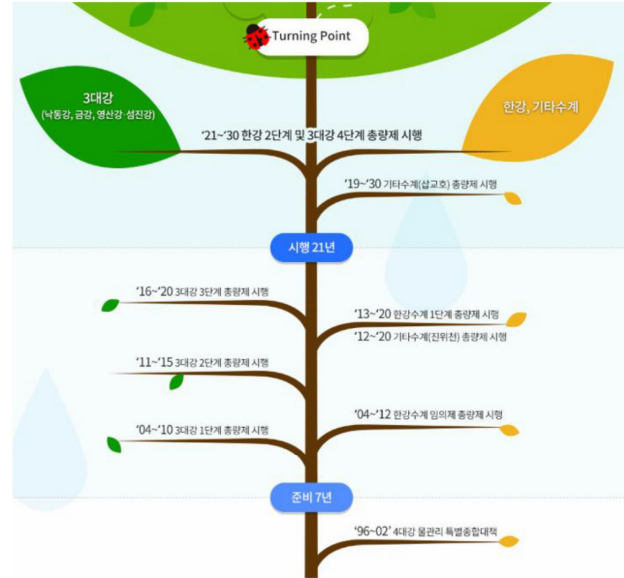 Turning Point
3대강
(낙동강, 금강, 영산강·섬진강)
한강, 기타수계
‘21~‘30 한강 2단계 및 3대강 4단계 총량제 시행
‘19~‘30 기타수계(삽교호) 총량제 시행
시행 21년
‘16~‘20 3대강 3단계 총량제 시행
‘13~‘20 한강수계 1단계 총량제 시행
‘12~‘20 기타수계(진위천) 총량제 시행
‘11~‘15 3대강 2단계 총량제 시행
‘04~‘12 한강수계 임의제 총량제 시행
‘04~‘10 3대강 1단계 총량제 시행
준비 7년
‘96~02’ 4대강 물관리 특별종합대책